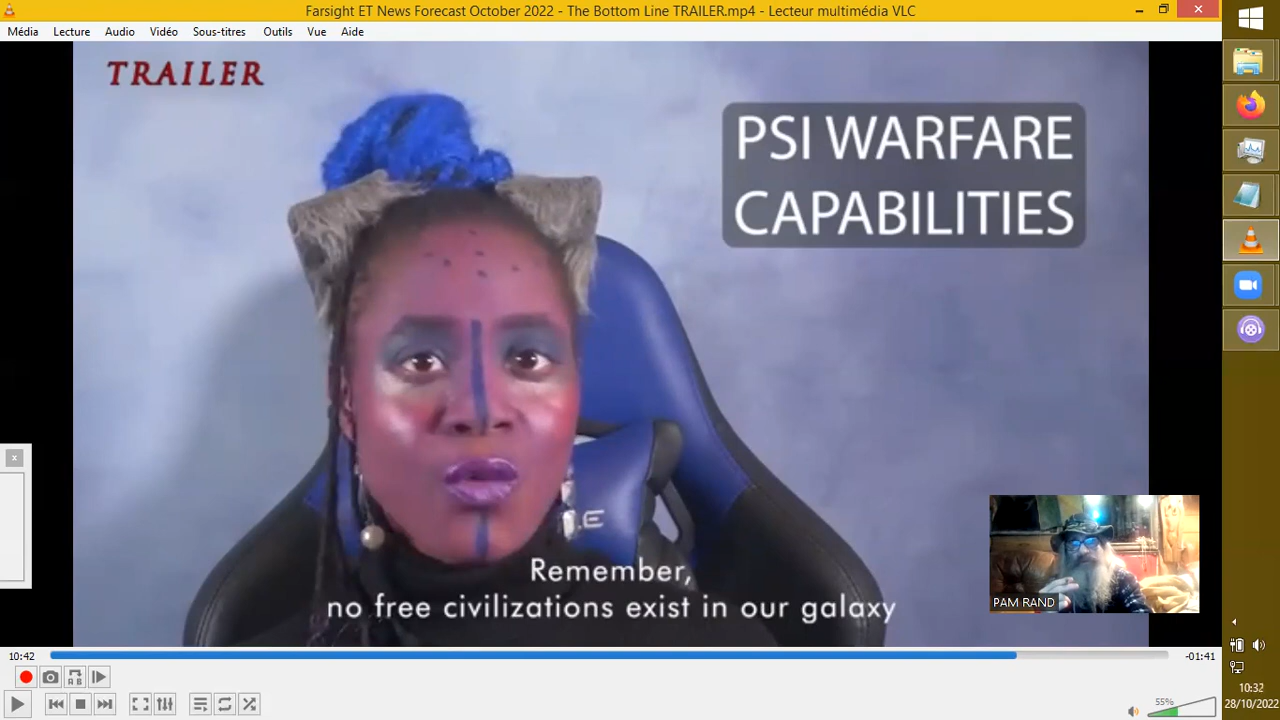 Farsight ET News Forecast October 2022 - The Bottom Line TRAILER.mp4 - Lecteur multimédia VLC
Média Lecture Audio Vidéo Sous-titres Outils Vue Aide
TRAILER
PSI WARFARE
CAPABILITIES
x
.E
Remember,
no free civilizations exist in our galaxy
PAM RAND
10:42
-01:41
A B
55%
10:32
28/10/2022